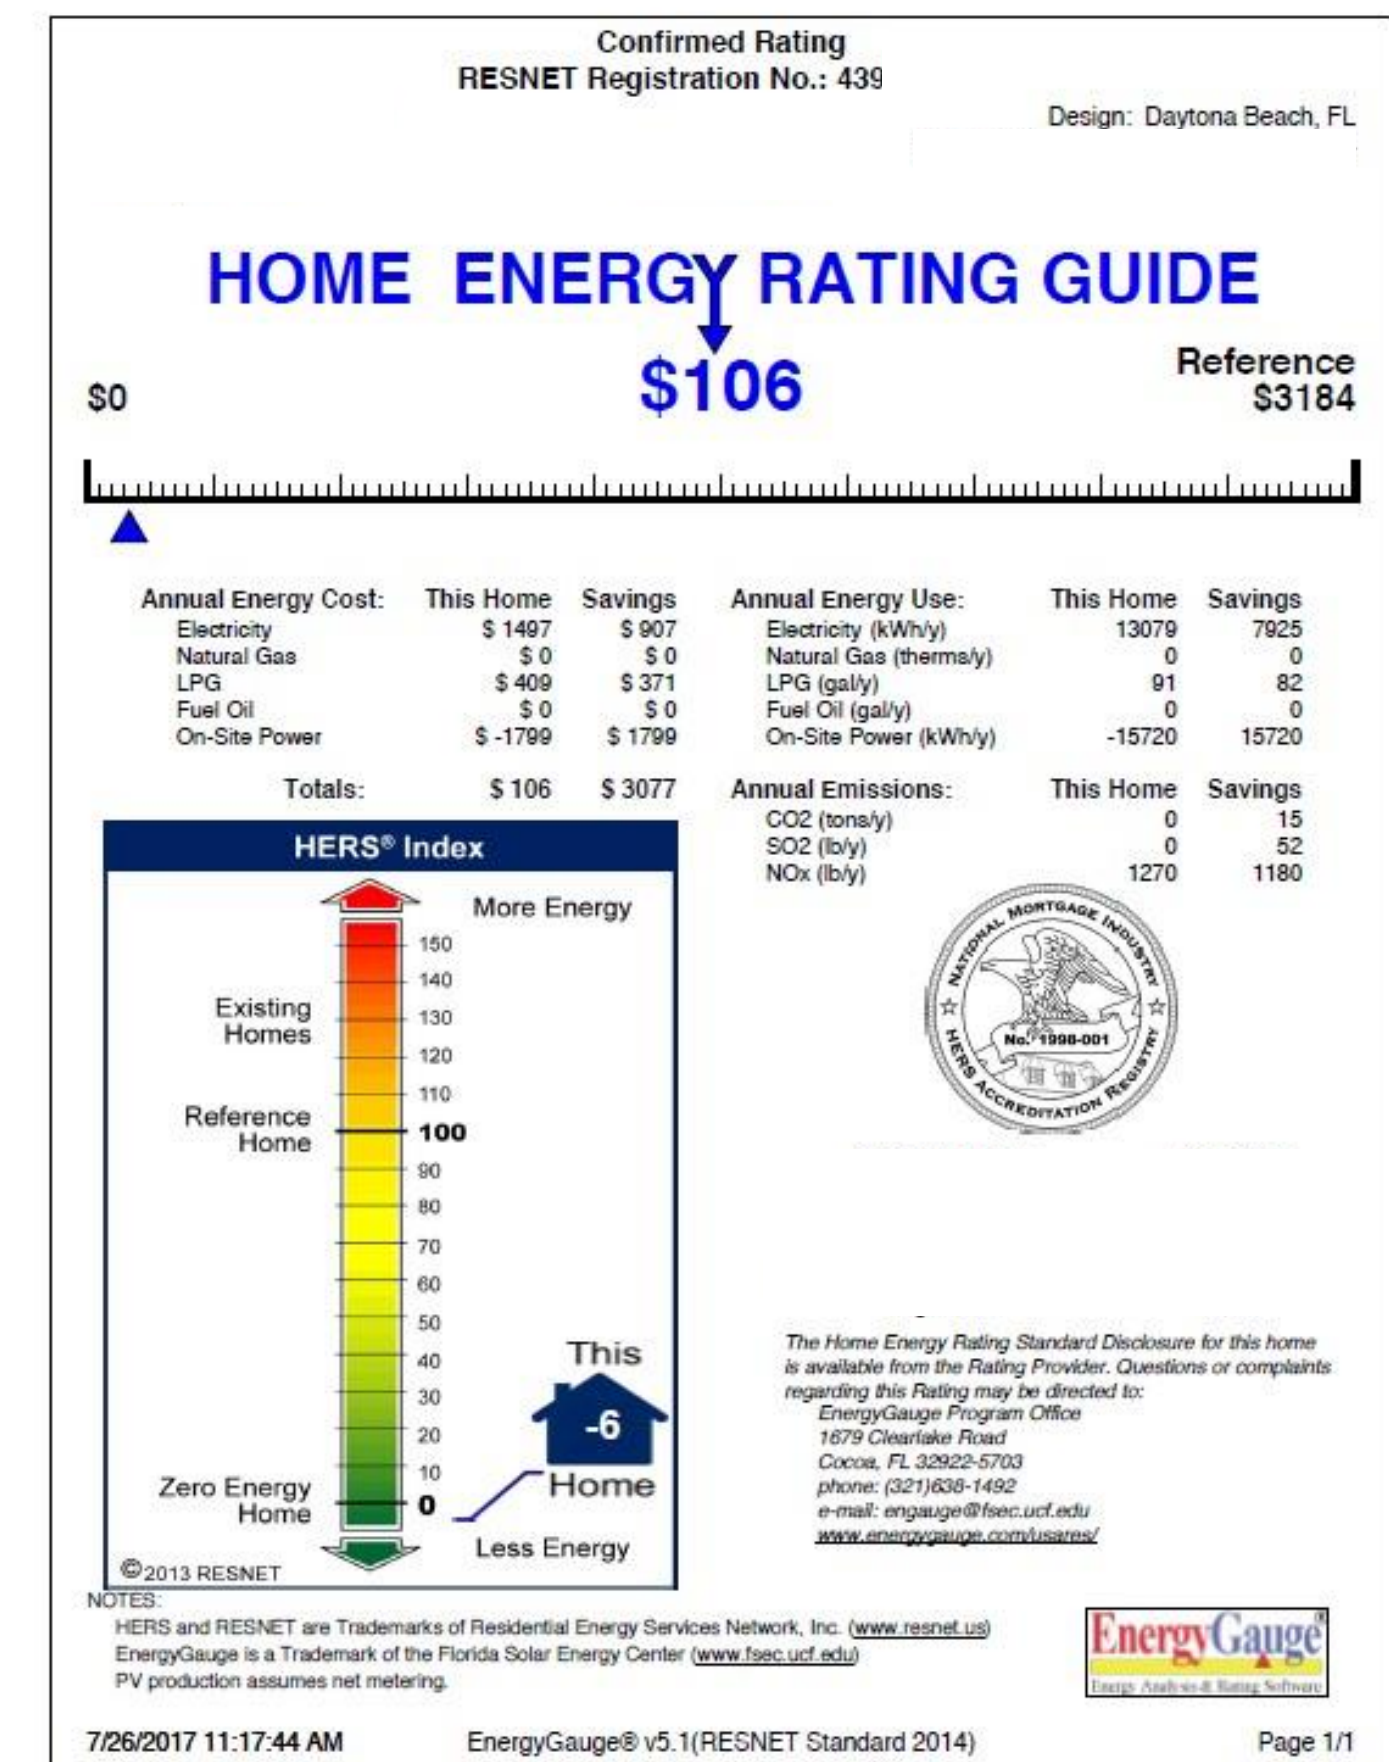 Confirmed Rating
RESNET Registration No.: 439
Design: Daytona Beach, FL
HOME ENERGY RATING GUIDE
$0
$106
Reference
$3184
Annual Energy Cost: This Home Savings
Electricity $ 1497 $ 907
Natural Gas $ 0 $ 0
LPG $ 409 $ 371
Fuel Oil $ 0 $ 0
On-Site Power $ -1799 $ 1799
Totals: $ 106 $ 3077
Annual Energy Use: This Home Savings
Electricity (kWh/y) 13079 7925
Natural Gas (therms/y) 0 0
LPG (gal/y) 91 82
Fuel Oil (gal/y) 0 0
On-Site Power (kWh/y) -15720 15720
Annual Emissions: This Home Savings
CO2 (tons/y) 0 15
SO2 (lb/y) 0 52
NOx (lb/y) 1270 1180
HERS® Index
More Energy
150
140
Existing
Homes
130
120
110
Reference
Home
100
90
80
70
60
50
40
30
20
10
Zero Energy
Home
0
This
-6
Home
Less Energy
©2013 RESNET
NATIONAL MORTGAGE INDUSTRY
No. 1998-001
HERS ACCREDITATION REGISTRY
The Home Energy Rating Standard Disclosure for this home
is available from the Rating Provider. Questions or complaints
regarding this Rating may be directed to:
EnergyGauge Program Office
1679 Clearlake Road
Cocoa, FL 32922-5703
phone: (321)638-1492
e-mail: engauge@fsec.ucf.edu
www.energygauge.com/usares/
NOTES:
HERS and RESNET are Trademarks of Residential Energy Services Network, Inc. (www.resnet.us)
EnergyGauge is a Trademark of the Florida Solar Energy Center (www.fsec.ucf.edu)
PV production assumes net metering.
EnergyGauge®
Energy Analysis & Rating Software
7/26/2017 11:17:44 AM EnergyGauge® v5.1(RESNET Standard 2014) Page 1/1